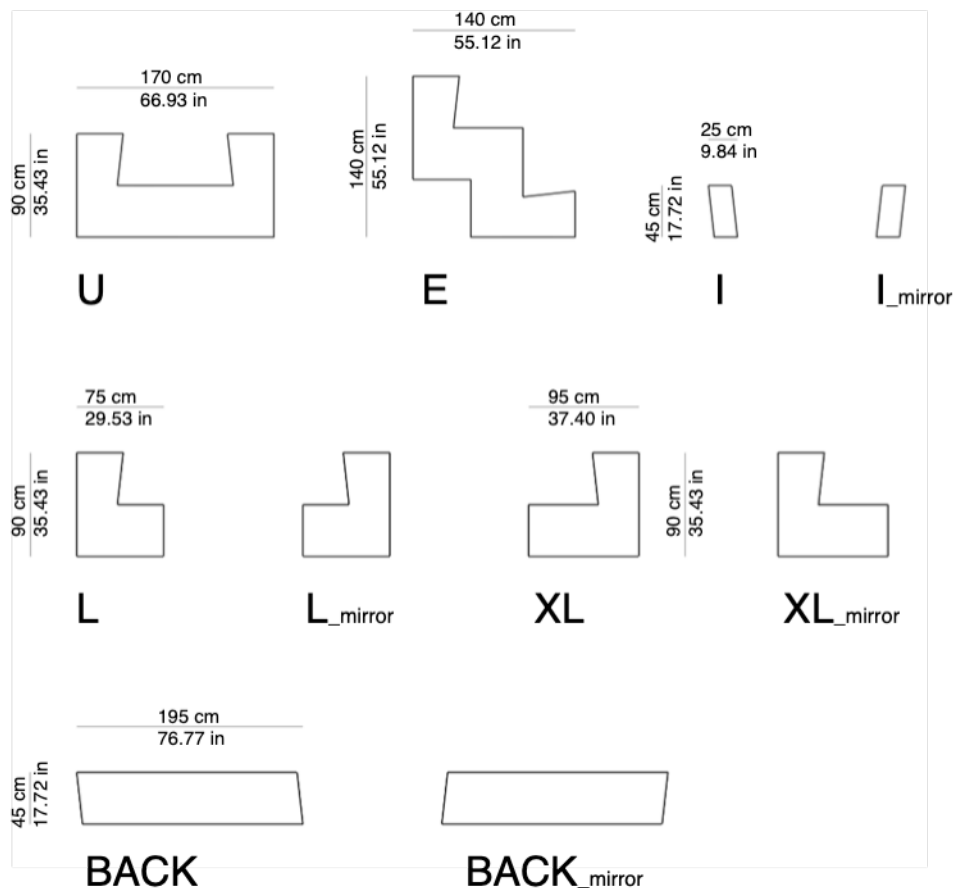 140 cm
55.12 in
170 cm
66.93 in
90 cm
35.43 in
140 cm
55.12 in
25 cm
9.84 in
45 cm
17.72 in
U
E
I
I_mirror
75 cm
29.53 in
95 cm
37.40 in
90 cm
35.43 in
90 cm
35.43 in
L
L_mirror
XL
XL_mirror
195 cm
76.77 in
45 cm
17.72 in
BACK
BACK_mirror